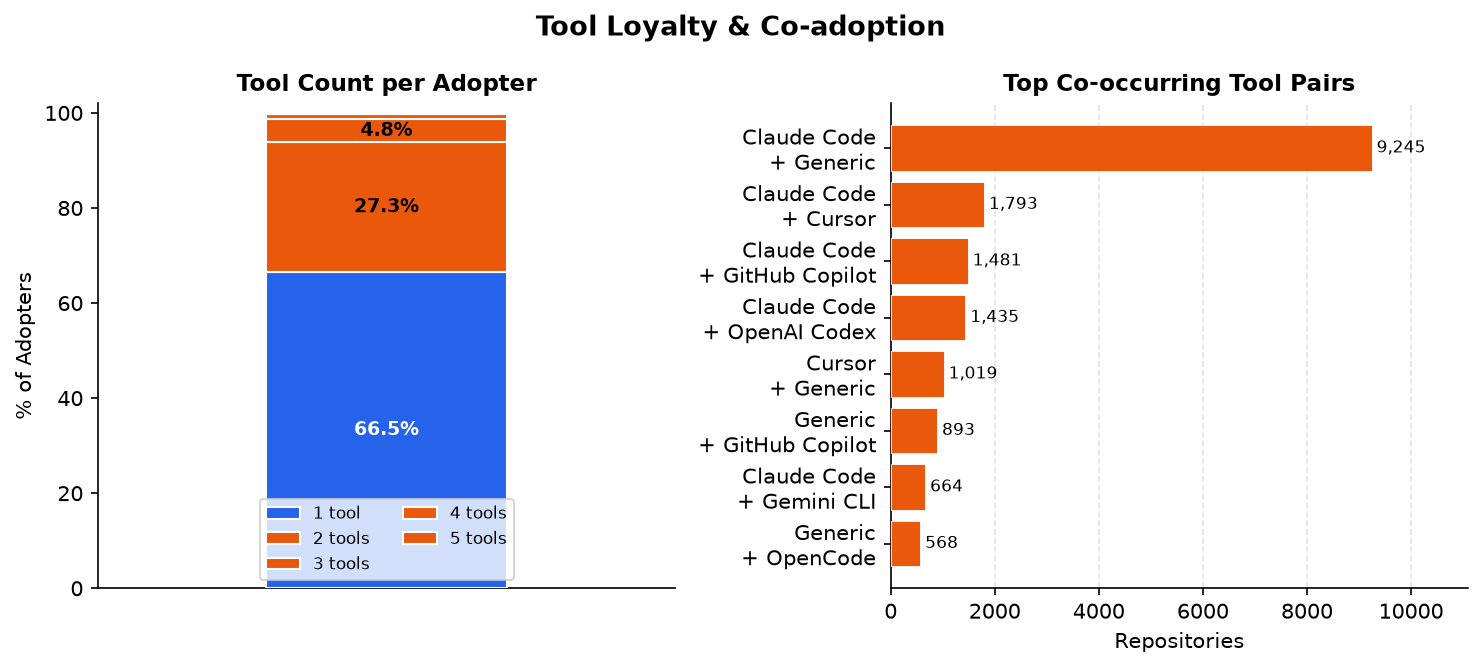 Tool Loyalty & Co-adoption
Tool Count per Adopter
% of Adopters
100
80
60
40
20
0
4.8%
27.3%
66.5%
1 tool
2 tools
3 tools
4 tools
5 tools
Top Co-occurring Tool Pairs
Claude Code
+ Generic
9,245
Claude Code
+ Cursor
1,793
Claude Code
+ GitHub Copilot
1,481
Claude Code
+ OpenAI Codex
1,435
Cursor
+ Generic
1,019
Generic
+ GitHub Copilot
893
Claude Code
+ Gemini CLI
664
Generic
+ OpenCode
568
0 2000 4000 6000 8000 10000
Repositories